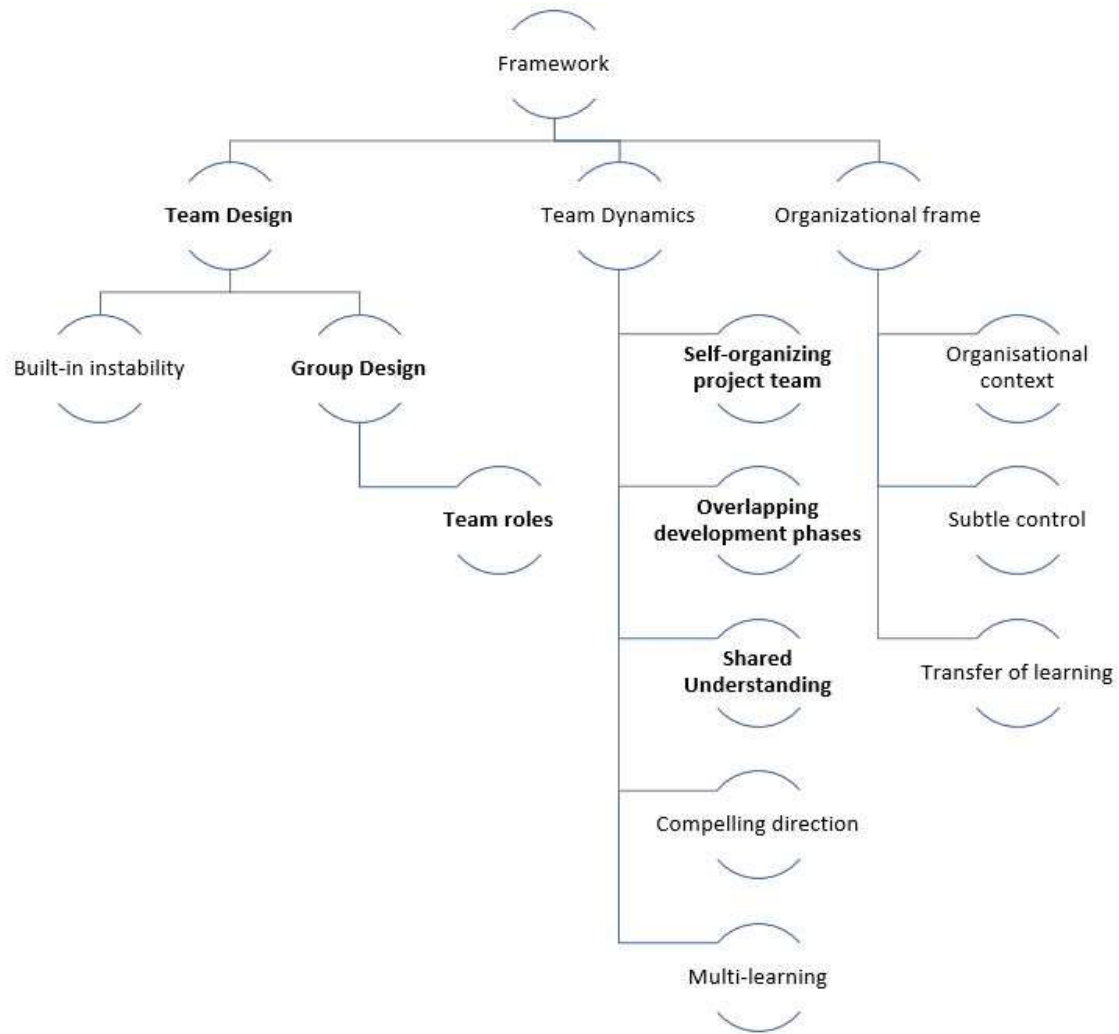 Framework
Team Design
Team Dynamics
Organizational frame
Built-in instability
Group Design
Self-organizing
project team
Organisational
context
Team roles
Overlapping
development phases
Subtle control
Shared
Understanding
Transfer of learning
Compelling direction
Multi-learning